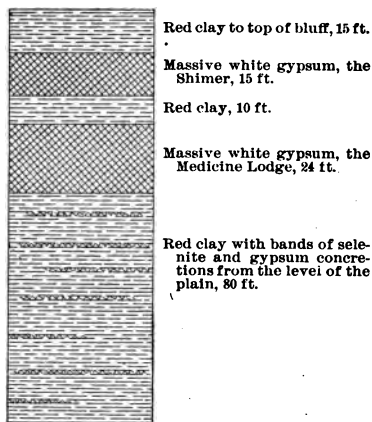 Red clay to top of bluff, 15 ft.
Massive white gypsum, the
Shimer, 15 ft.
Red clay, 10 ft.
Massive white gypsum, the
Medicine Lodge, 24 ft.
Red clay with bands of sele-
nite and gypsum concre-
tions from the level of the
plain, 80 ft.